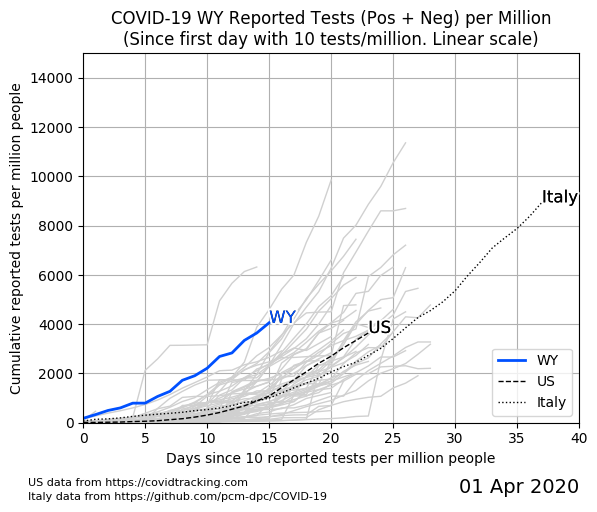 COVID-19 WY Reported Tests (Pos + Neg) per Million
(Since first day with 10 tests/million. Linear scale)
Cumulative reported tests per million people
14000
12000
10000
8000
6000
4000
2000
0
Italy
WY
US
WY
US
Italy
0 5 10 15 20 25 30 35 40
Days since 10 reported tests per million people
US data from https://covidtracking.com
Italy data from https://github.com/pcm-dpc/COVID-19
01 Apr 2020